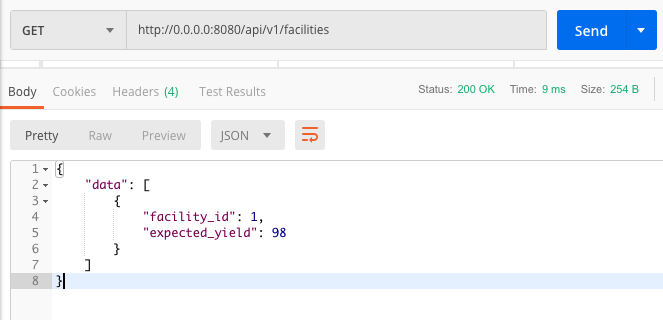 GET http://0.0.0.0:8080/api/v1/facilities Send
Body Cookies Headers (4) Test Results Status: 200 OK Time: 9 ms Size: 254 B
Pretty Raw Preview JSON
1 {
2 "data": [
3 {
4 "facility_id": 1,
5 "expected_yield": 98
6 }
7 ]
8 }